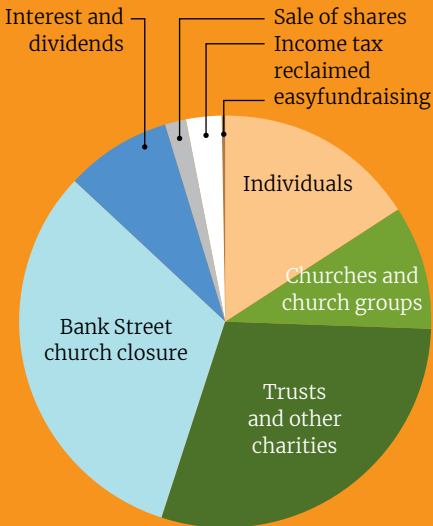 Interest and
dividends
Sale of shares
Income tax
reclaimed
easyfundraising
Individuals
Churches and
church groups
Bank Street
church closure
Trusts
and other
charities